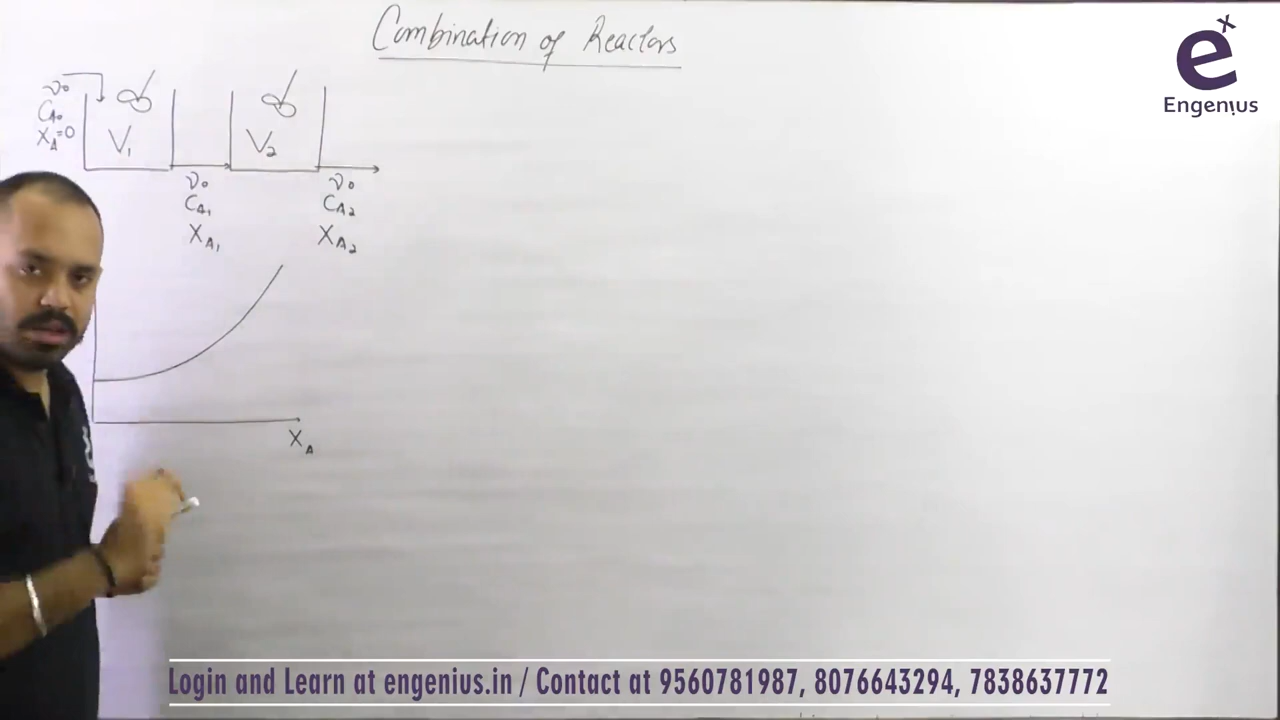 Combination of Reactors
ν₀
C_A₀
X_A=0
V₁
V₂
ν₀
C_A₁
X_A₁
ν₀
C_A₂
X_A₂
X_A
eˣ
Engenius
Login and Learn at engenius.in / Contact at 9560781987, 8076643294, 7838637772